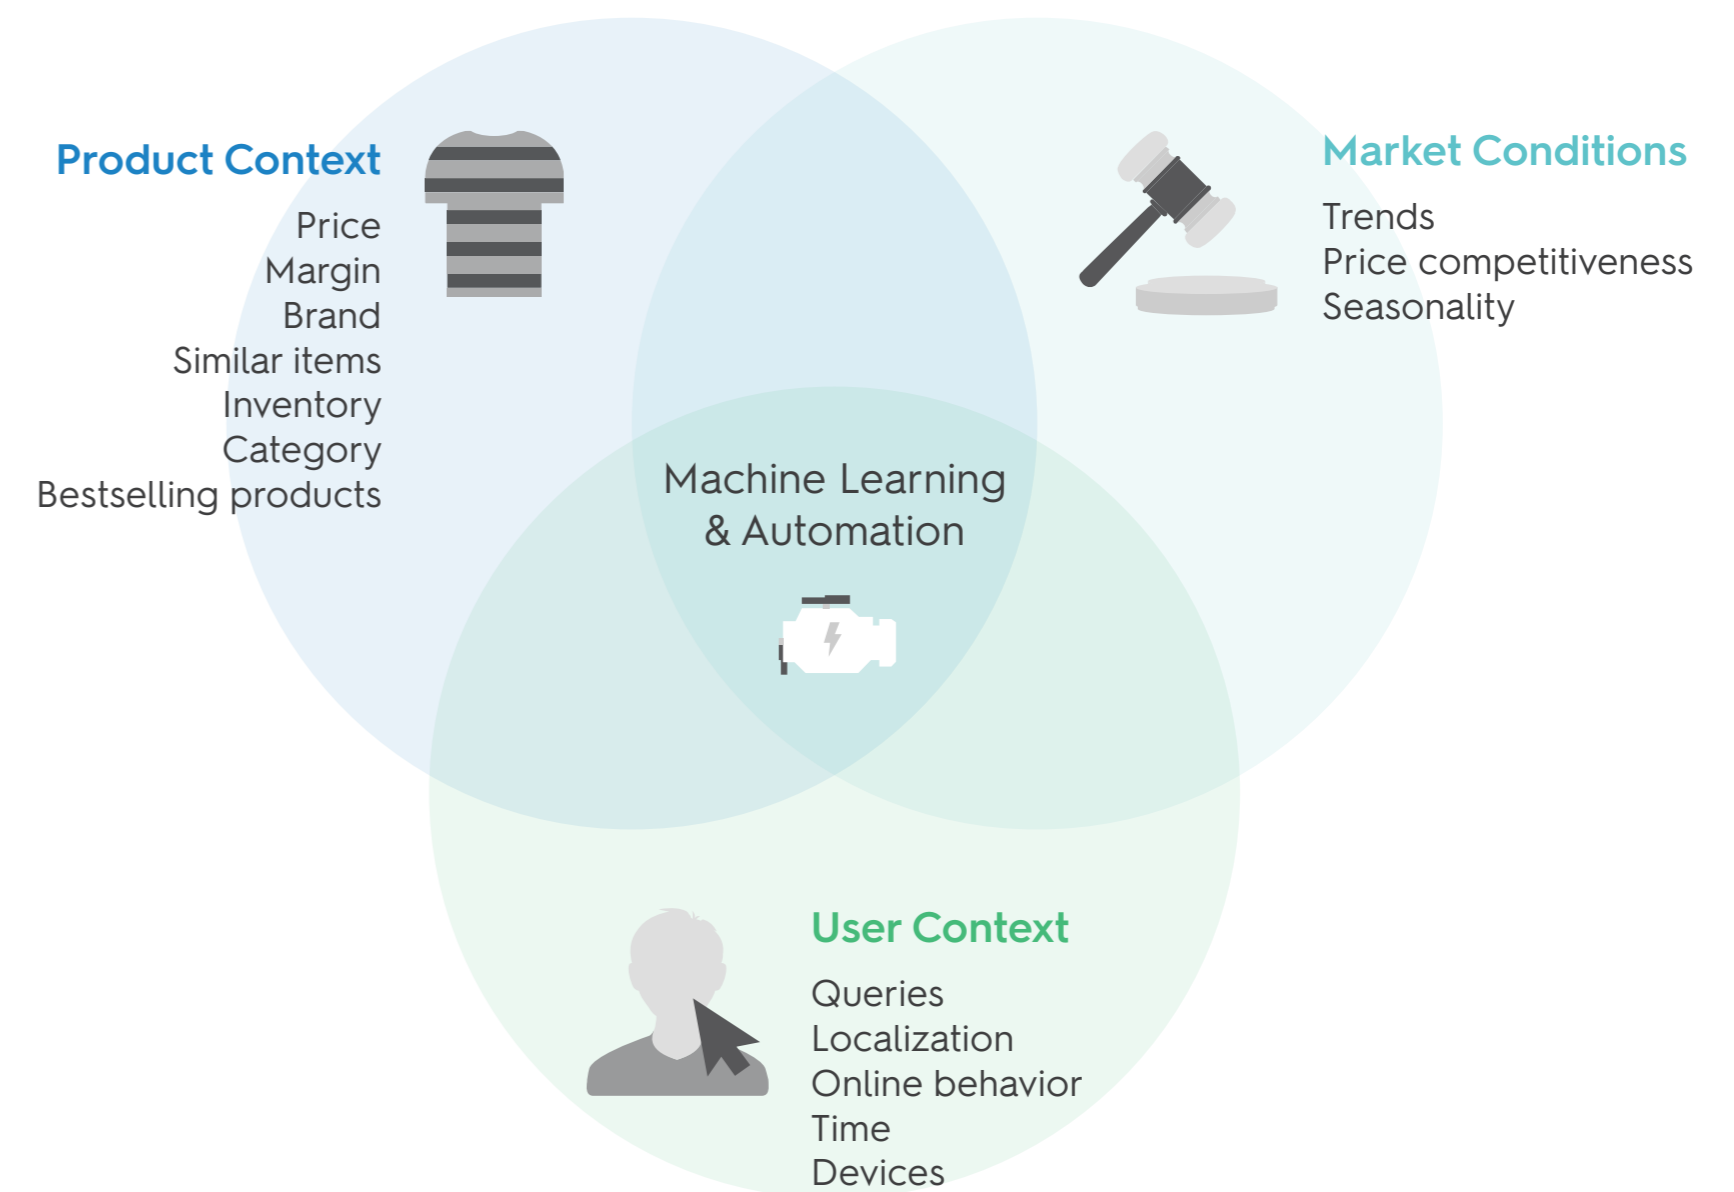 Product Context
Price
Margin
Brand
Similar items
Inventory
Category
Bestselling products
Market Conditions
Trends
Price competitiveness
Seasonality
Machine Learning
& Automation
User Context
Queries
Localization
Online behavior
Time
Devices